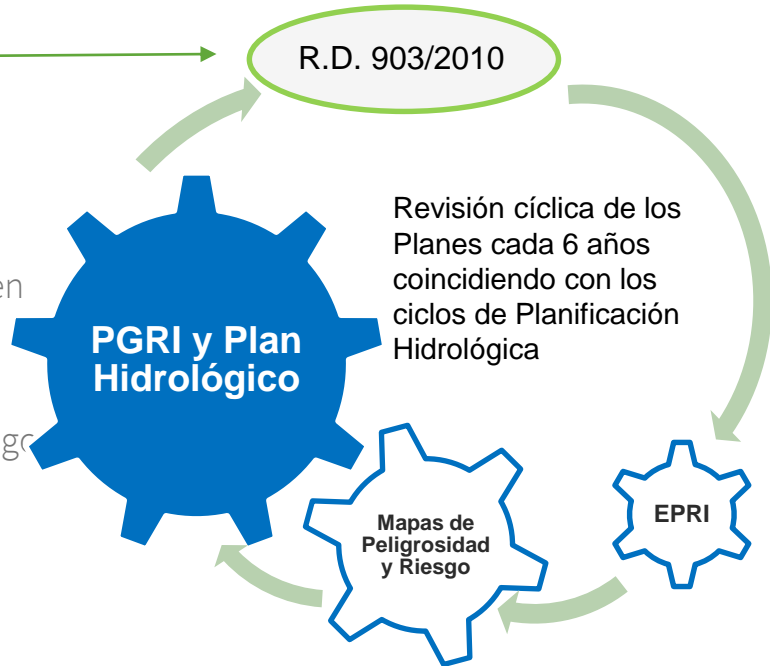 R.D. 903/2010
Revisión cíclica de los
Planes cada 6 años
coincidiendo con los
ciclos de Planificación
Hidrológica
PGRI y Plan
Hidrológico
Mapas de
Peligrosidad
y Riesgo
EPRI